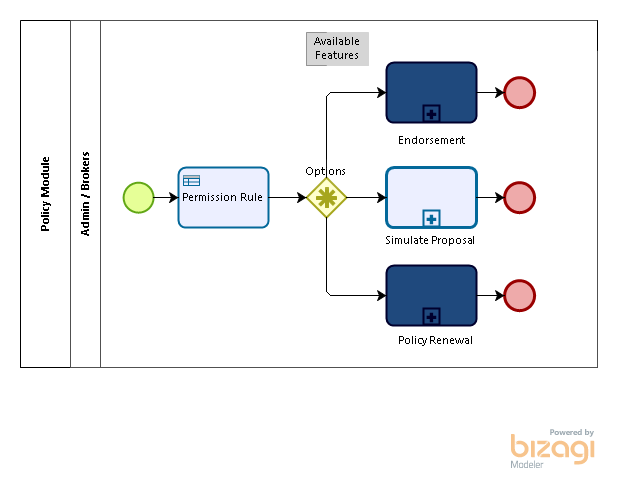 Available
Features
Policy Module
Admin / Brokers
Endorsement
Options
Permission Rule
Simulate Proposal
Policy Renewal
Powered by
bizagi
Modeler